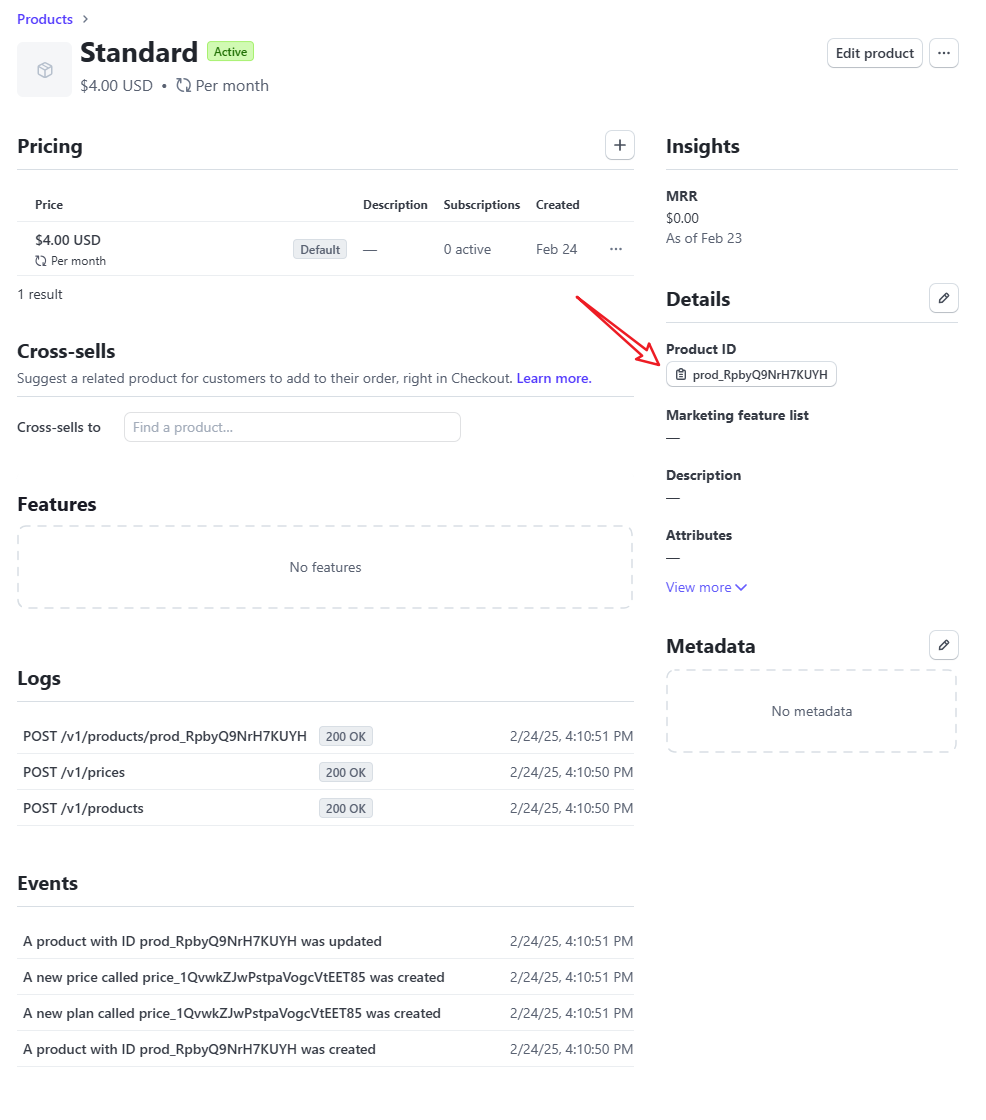 Products
Standard Active
$4.00 USD • Per month
Edit product
Pricing
Price Description Subscriptions Created
$4.00 USD Default — 0 active Feb 24
Per month
1 result
Cross-sells
Suggest a related product for customers to add to their order, right in Checkout. Learn more.
Cross-sells to Find a product...
Features
No features
Logs
POST /v1/products/prod_RpbyQ9NrH7KUYH 200 OK 2/24/25, 4:10:51 PM
POST /v1/prices 200 OK 2/24/25, 4:10:50 PM
POST /v1/products 200 OK 2/24/25, 4:10:50 PM
Events
A product with ID prod_RpbyQ9NrH7KUYH was updated 2/24/25, 4:10:51 PM
A new price called price_1QvwkZJwPstpaVogcVtEET85 was created 2/24/25, 4:10:51 PM
A new plan called price_1QvwkZJwPstpaVogcVtEET85 was created 2/24/25, 4:10:51 PM
A product with ID prod_RpbyQ9NrH7KUYH was created 2/24/25, 4:10:50 PM
Insights
MRR
$0.00
As of Feb 23
Details
Product ID
prod_RpbyQ9NrH7KUYH
Marketing feature list
—
Description
—
Attributes
—
View more
Metadata
No metadata